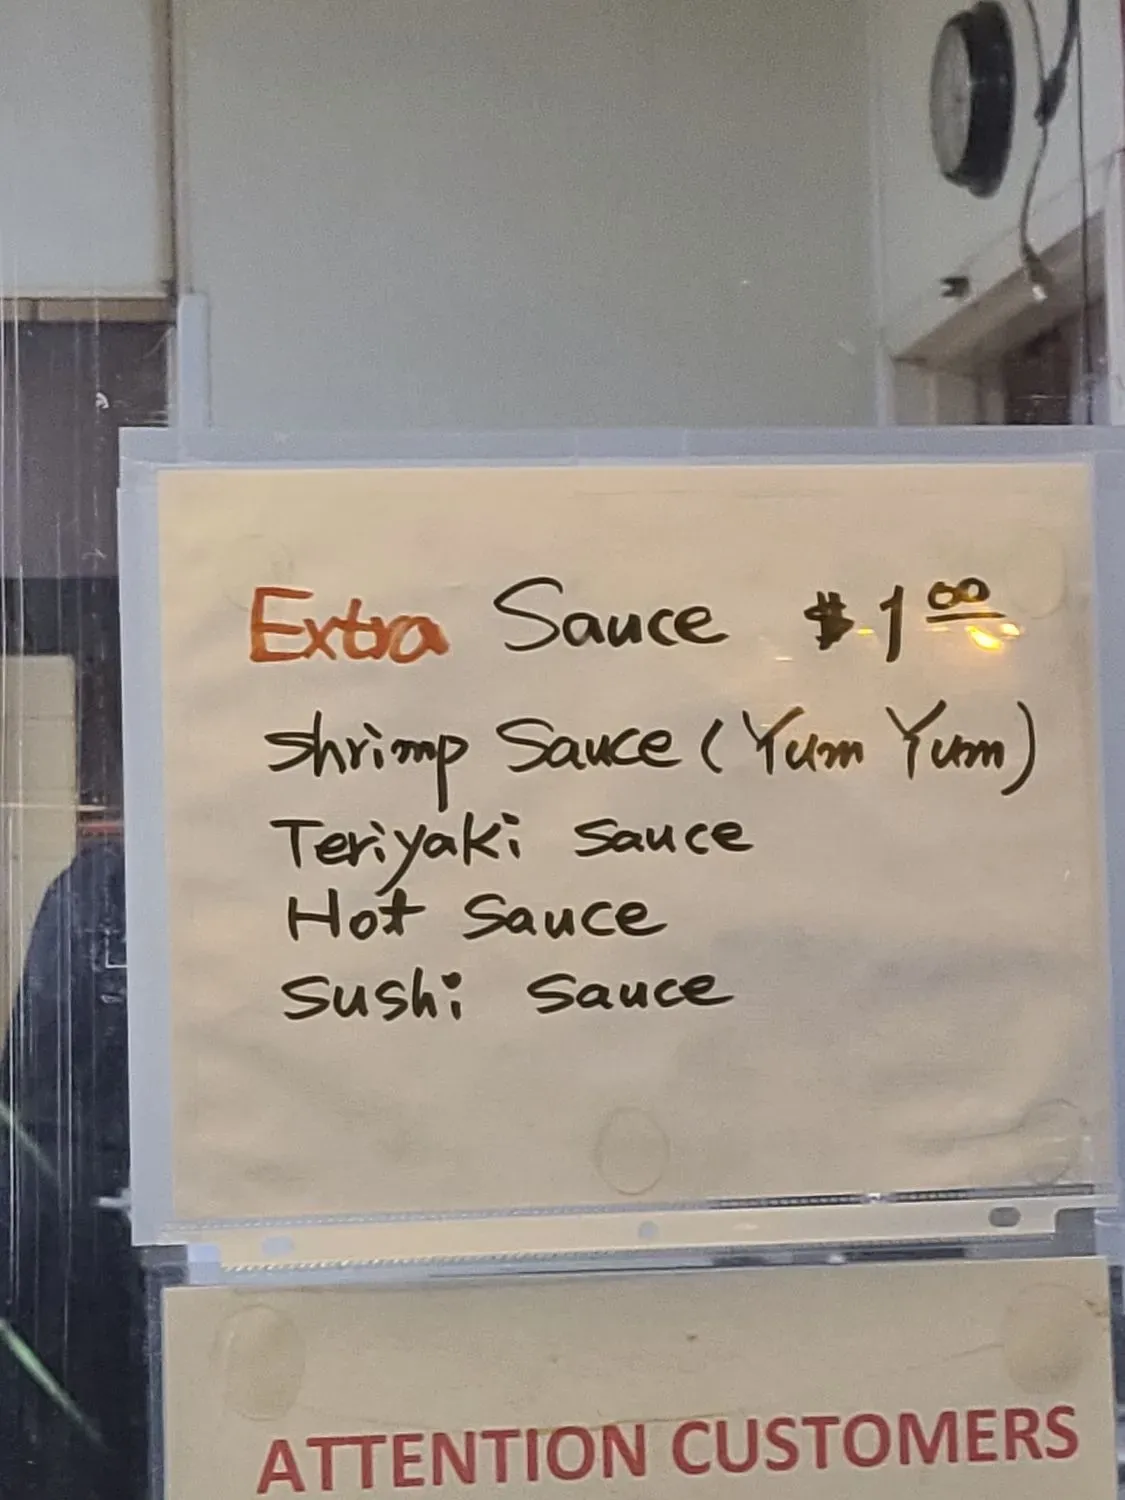 Extra Sauce $1.00
Shrimp Sauce (Yum Yum)
Teriyaki Sauce
Hot Sauce
Sushi Sauce
ATTENTION CUSTOMERS